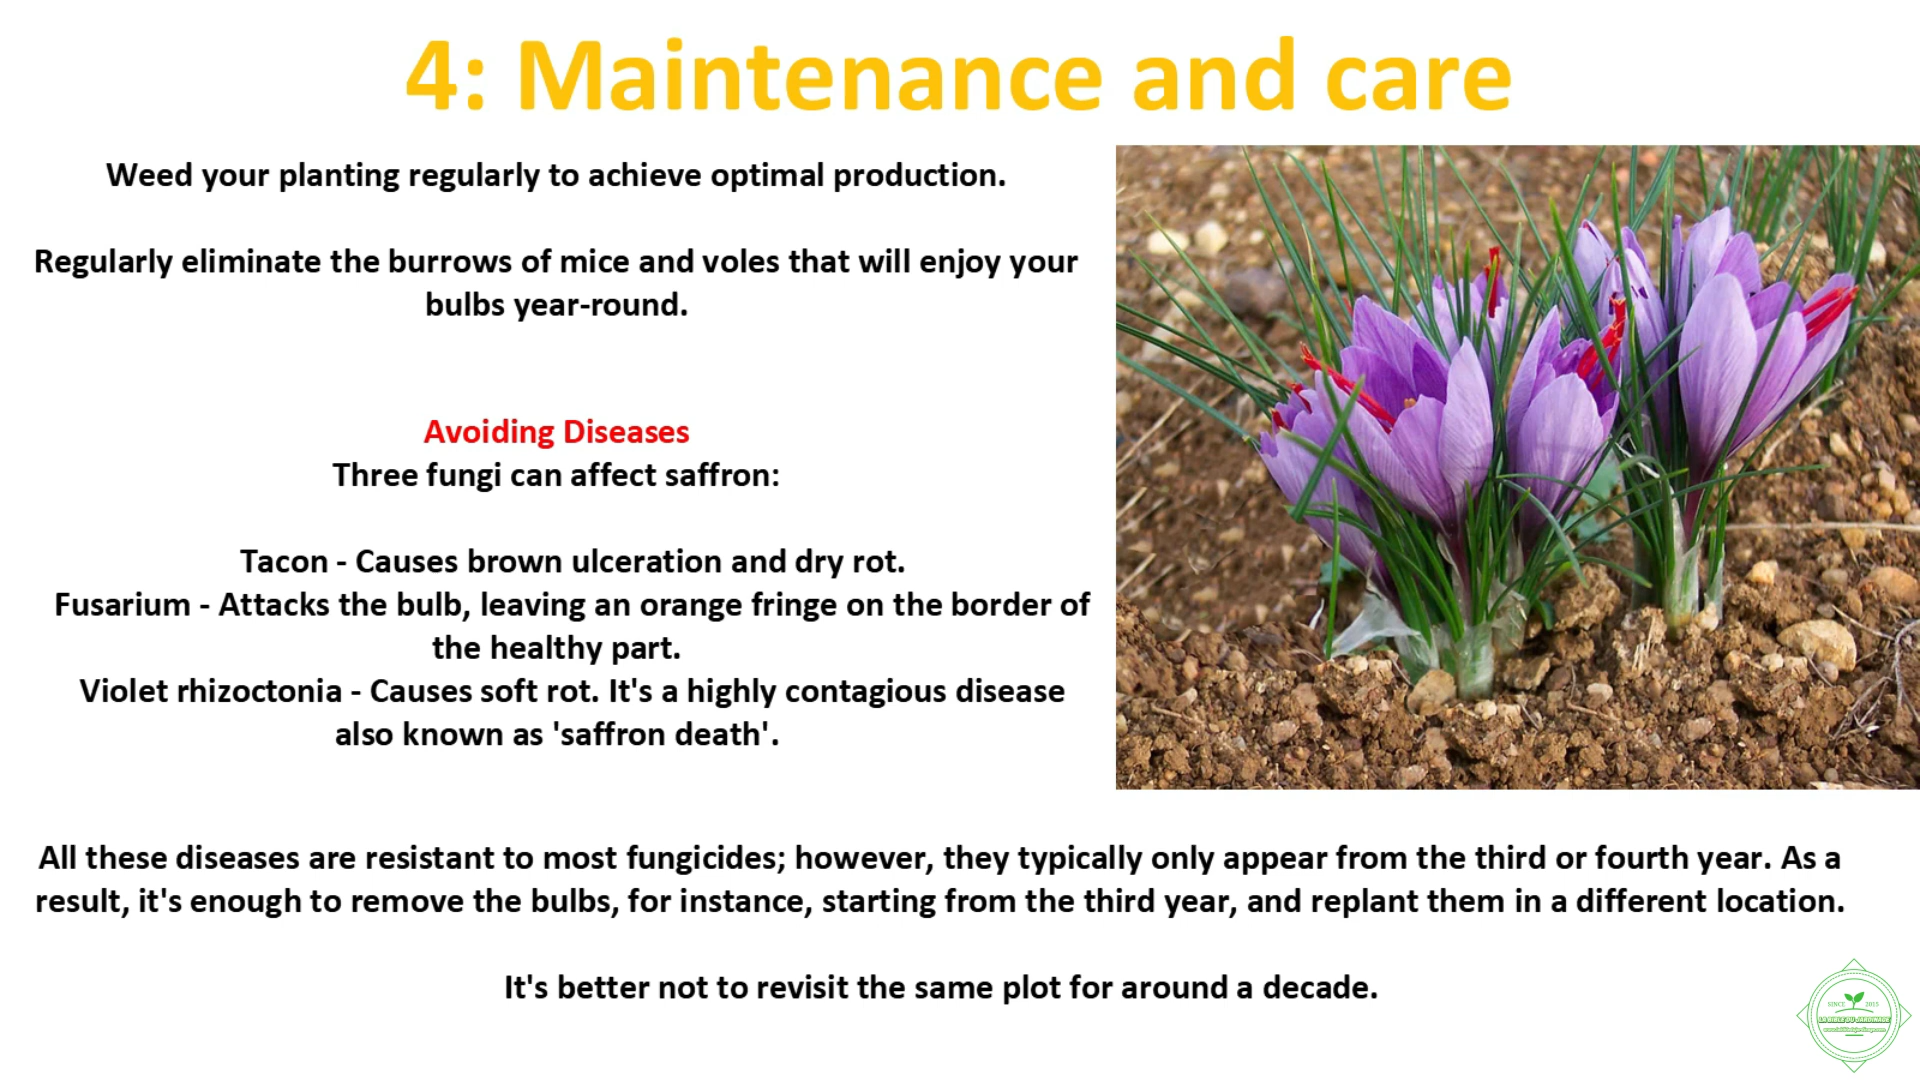 4: Maintenance and care
Weed your planting regularly to achieve optimal production.
Regularly eliminate the burrows of mice and voles that will enjoy your
bulbs year-round.
Avoiding Diseases
Three fungi can affect saffron:
Tacon - Causes brown ulceration and dry rot.
Fusarium - Attacks the bulb, leaving an orange fringe on the border of
the healthy part.
Violet rhizoctonia - Causes soft rot. It's a highly contagious disease
also known as 'saffron death'.
All these diseases are resistant to most fungicides; however, they typically only appear from the third or fourth year. As a
result, it's enough to remove the bulbs, for instance, starting from the third year, and replant them in a different location.
It's better not to revisit the same plot for around a decade.
SINCE 2015